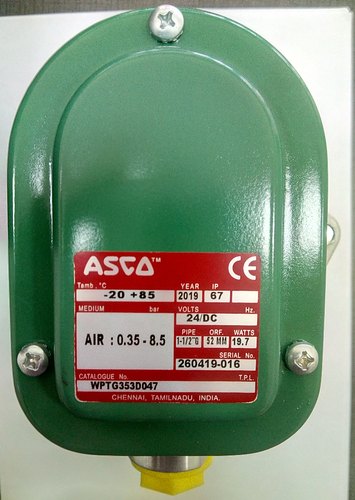 ASCO™ CE
Tamb. °C YEAR IP
-20 +85 2019 67
MEDIUM bar VOLTS Hz.
24/DC
AIR : 0.35 - 8.5 PIPE ORF. WATTS
1-1/2"G 52 MM 19.7
SERIAL No.
260419-016
CATALOGUE No. T.P.L.
WPTG353D047
CHENNAI, TAMILNADU, INDIA.